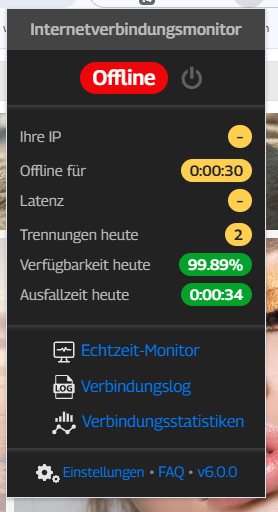 Internetverbindungsmonitor
Offline
Ihre IP –
Offline für 0:00:30
Latenz –
Trennungen heute 2
Verfügbarkeit heute 99.89%
Ausfallzeit heute 0:00:34
Echtzeit-Monitor
LOG Verbindungslog
Verbindungsstatistiken
Einstellungen • FAQ • v6.0.0